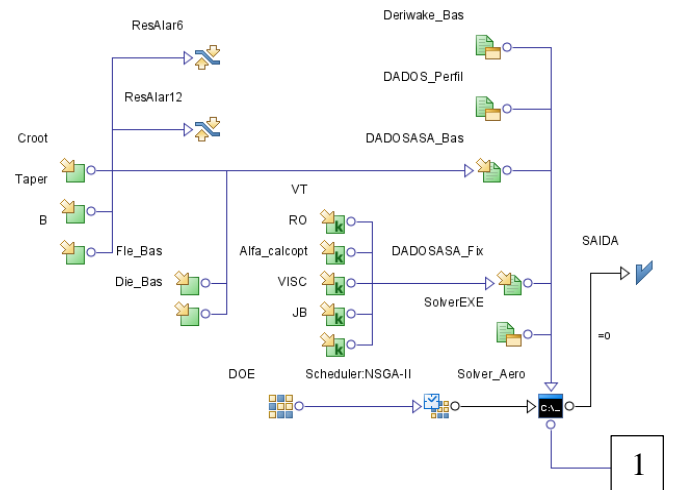 Deriwake_Bas
ResAlar6
DADOS_Perfil
ResAlar12
Croot
DADOSASA_Bas
Taper
VT
B
RO
Fle_Bas
Alfa_calcopt
DADOSASA_Fix
SAIDA
Die_Bas
VISC
SolverEXE
JB
=0
DOE
Scheduler:NSGA-II
Solver_Aero
k
k
k
k
k
C:\_
1